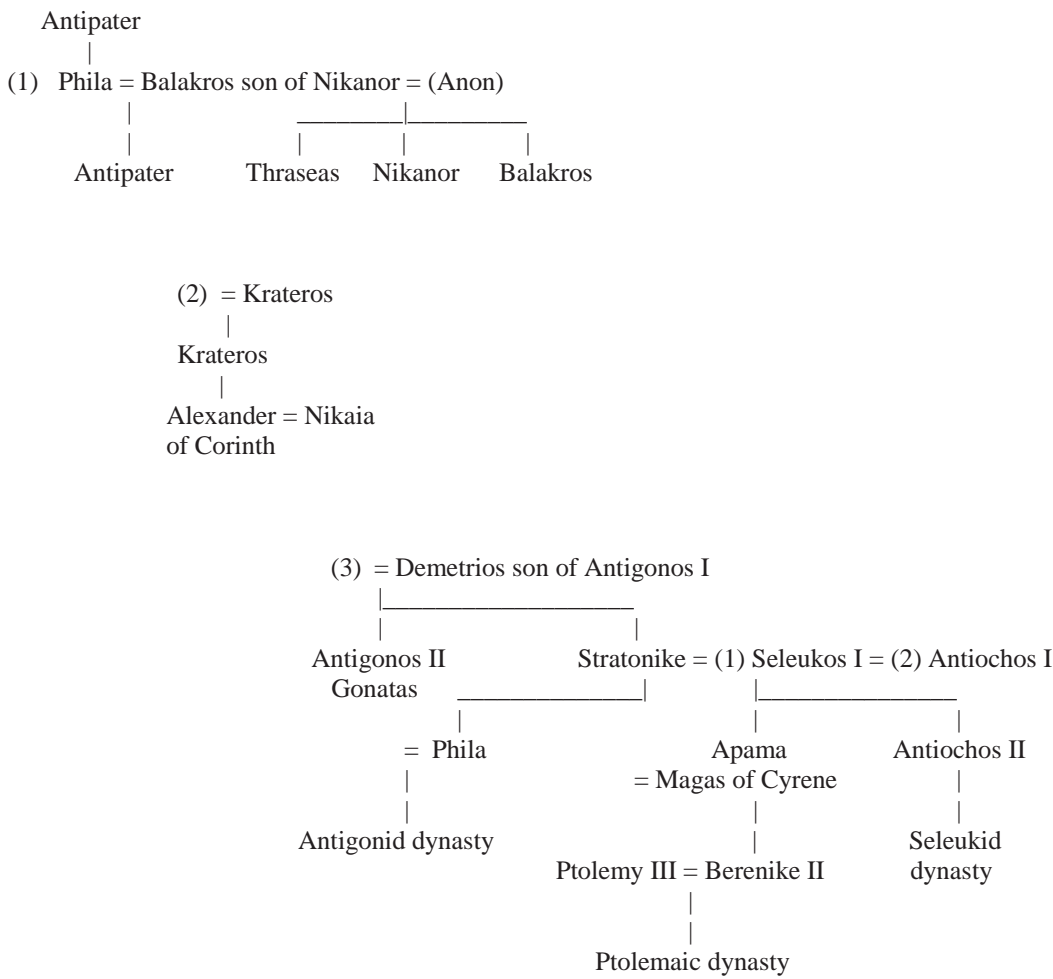 Antipater
(1) Phila = Balakros son of Nikanor = (Anon)
Antipater Thraseas Nikanor Balakros
(2) = Krateros
Krateros
Alexander = Nikaia
of Corinth
(3) = Demetrios son of Antigonos I
Antigonos II Stratonike = (1) Seleukos I = (2) Antiochos I
Gonatas
= Phila Apama Antiochos II
= Magas of Cyrene
Antigonid dynasty Seleukid
Ptolemy III = Berenike II dynasty
Ptolemaic dynasty